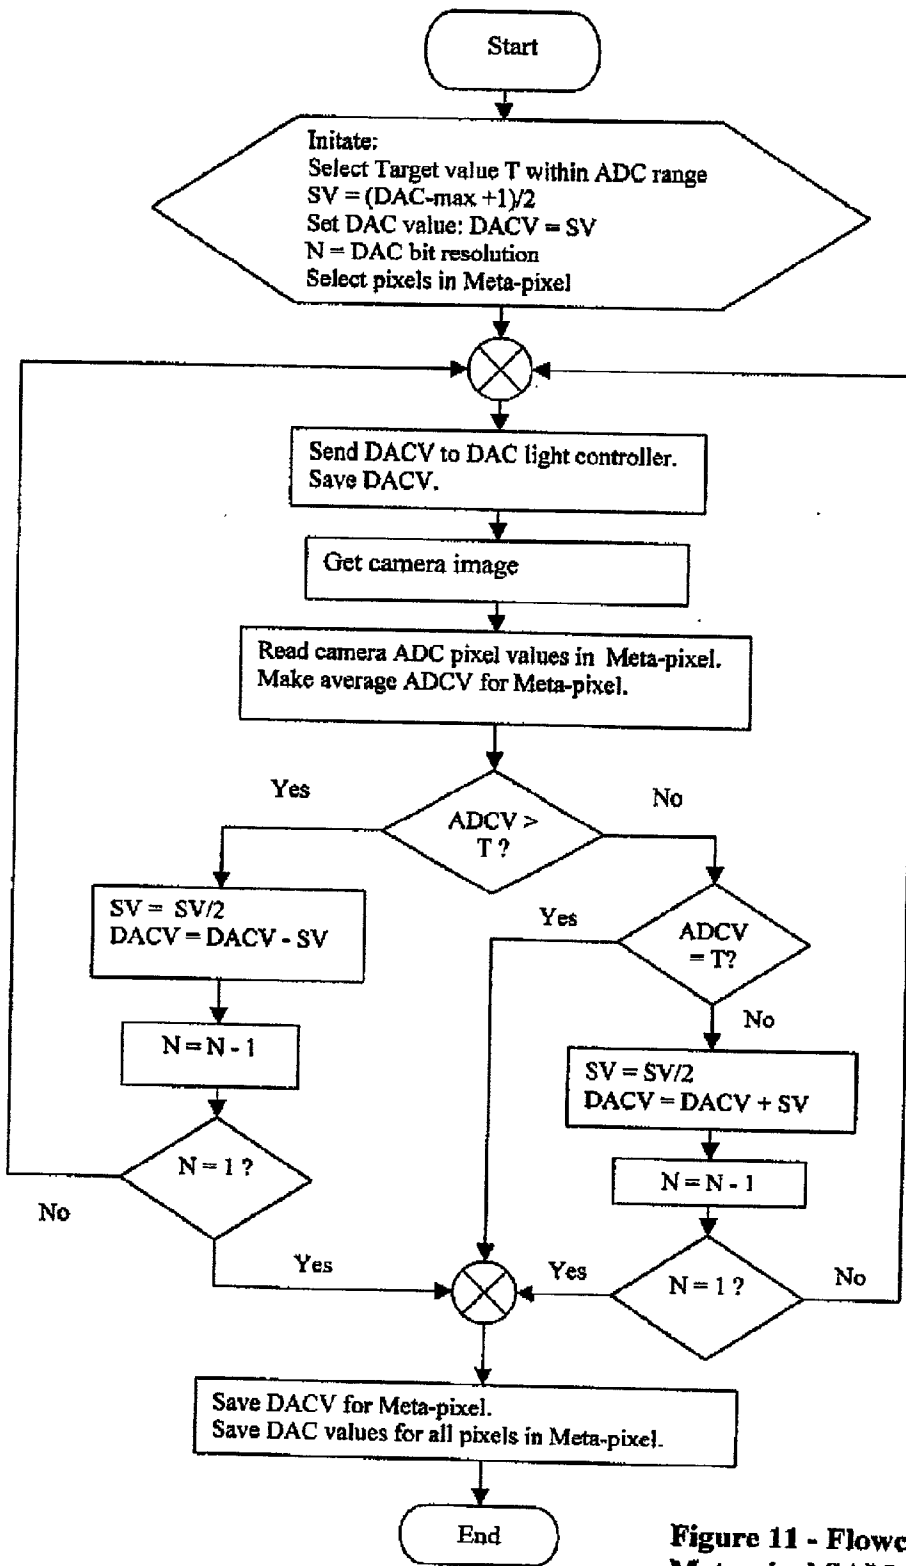 Start
Initate:
Select Target value T within ADC range
SV = (DAC-max +1)/2
Set DAC value: DACV = SV
N = DAC bit resolution
Select pixels in Meta-pixel
Send DACV to DAC light controller.
Save DACV.
Get camera image
Read camera ADC pixel values in Meta-pixel.
Make average ADCV for Meta-pixel.
Yes
No
ADCV >
T ?
SV = SV/2
DACV = DACV - SV
Yes
ADCV
= T?
N = N - 1
No
SV = SV/2
DACV = DACV + SV
N = 1 ?
No
N = N - 1
Yes
Yes
N = 1 ?
No
Save DACV for Meta-pixel.
Save DAC values for all pixels in Meta-pixel.
End
Figure 11 - Flowc